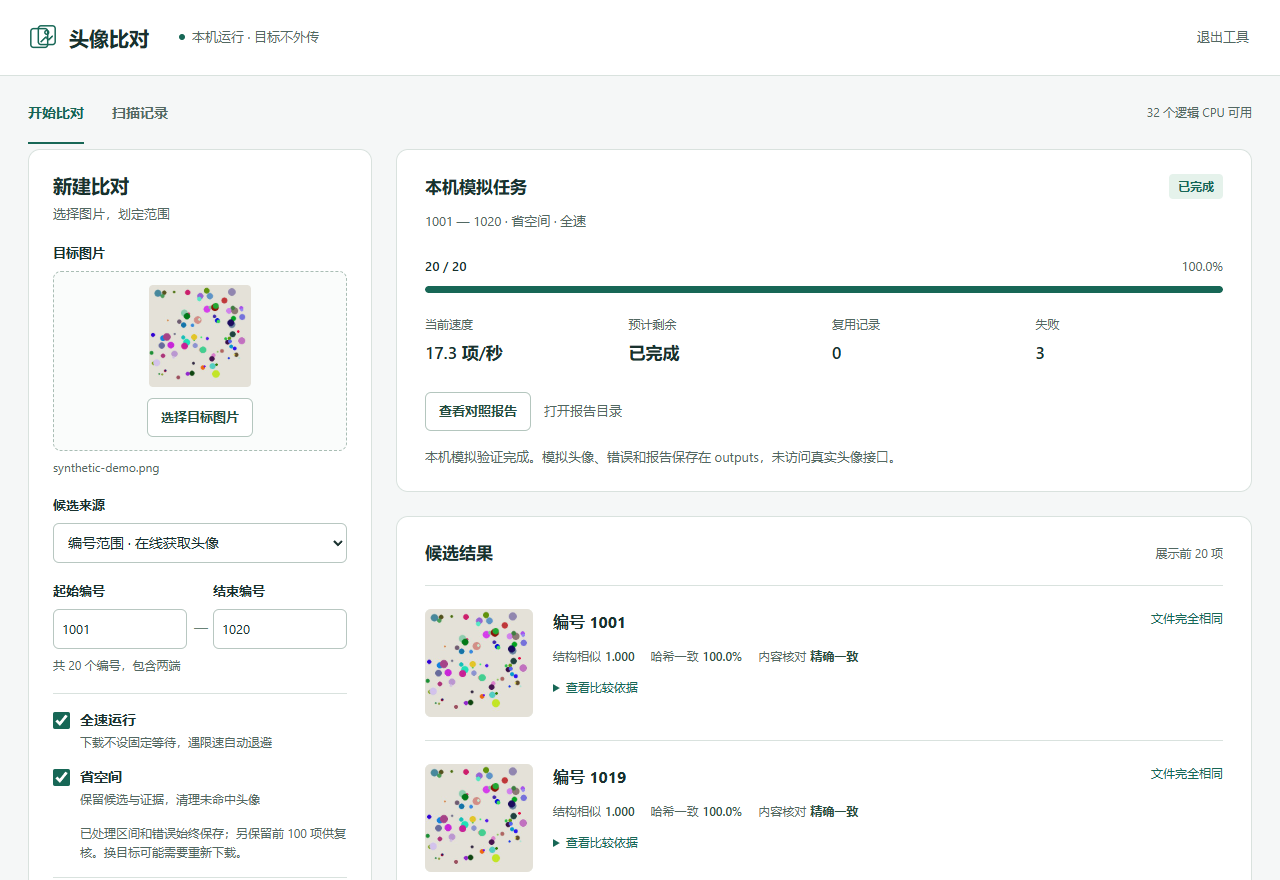 头像比对
本机运行 · 目标不外传
退出工具
开始比对
扫描记录
32 个逻辑 CPU 可用
新建比对
选择图片，划定范围
目标图片
选择目标图片
synthetic-demo.png
候选来源
编号范围 · 在线获取头像
起始编号
结束编号
1001
—
1020
共 20 个编号，包含两端
全速运行
下载不设固定等待，遇限速自动退避
省空间
保留候选与证据，清理未命中头像
已处理区间和错误始终保存；另保留前 100 项供复
核。换目标可能需要重新下载。
本机模拟任务
已完成
1001 — 1020 · 省空间 · 全速
20 / 20
100.0%
当前速度
预计剩余
复用记录
失败
17.3 项/秒
已完成
0
3
查看对照报告
打开报告目录
本机模拟验证完成。模拟头像、错误和报告保存在 outputs，未访问真实头像接口。
候选结果
展示前 20 项
编号 1001
文件完全相同
结构相似 1.000 哈希一致 100.0% 内容核对 精确一致
查看比较依据
编号 1019
文件完全相同
结构相似 1.000 哈希一致 100.0% 内容核对 精确一致
查看比较依据